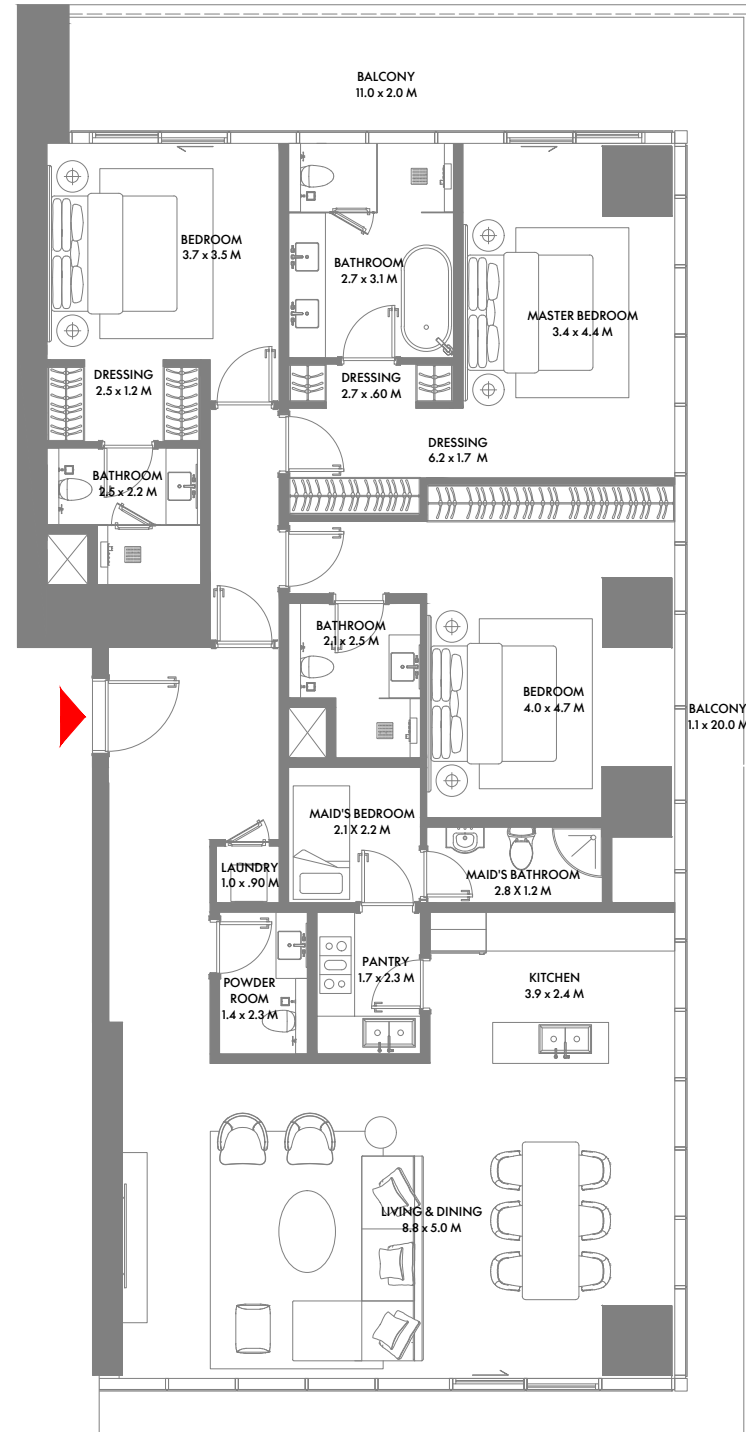 BALCONY
11.0 x 2.0 M
BEDROOM
3.7 x 3.5 M
BATHROOM
2.7 x 3.1 M
MASTER BEDROOM
3.4 x 4.4 M
DRESSING
2.5 x 1.2 M
DRESSING
2.7 x .60 M
DRESSING
6.2 x 1.7 M
BATHROOM
2.5 x 2.2 M
BATHROOM
2.1 x 2.5 M
BEDROOM
4.0 x 4.7 M
BALCONY
1.1 x 20.0 M
MAID'S BEDROOM
2.1 X 2.2 M
LAUNDRY
1.0 x .90 M
MAID'S BATHROOM
2.8 X 1.2 M
POWDER
ROOM
1.4 x 2.3 M
PANTRY
1.7 x 2.3 M
KITCHEN
3.9 x 2.4 M
LIVING & DINING
8.8 x 5.0 M